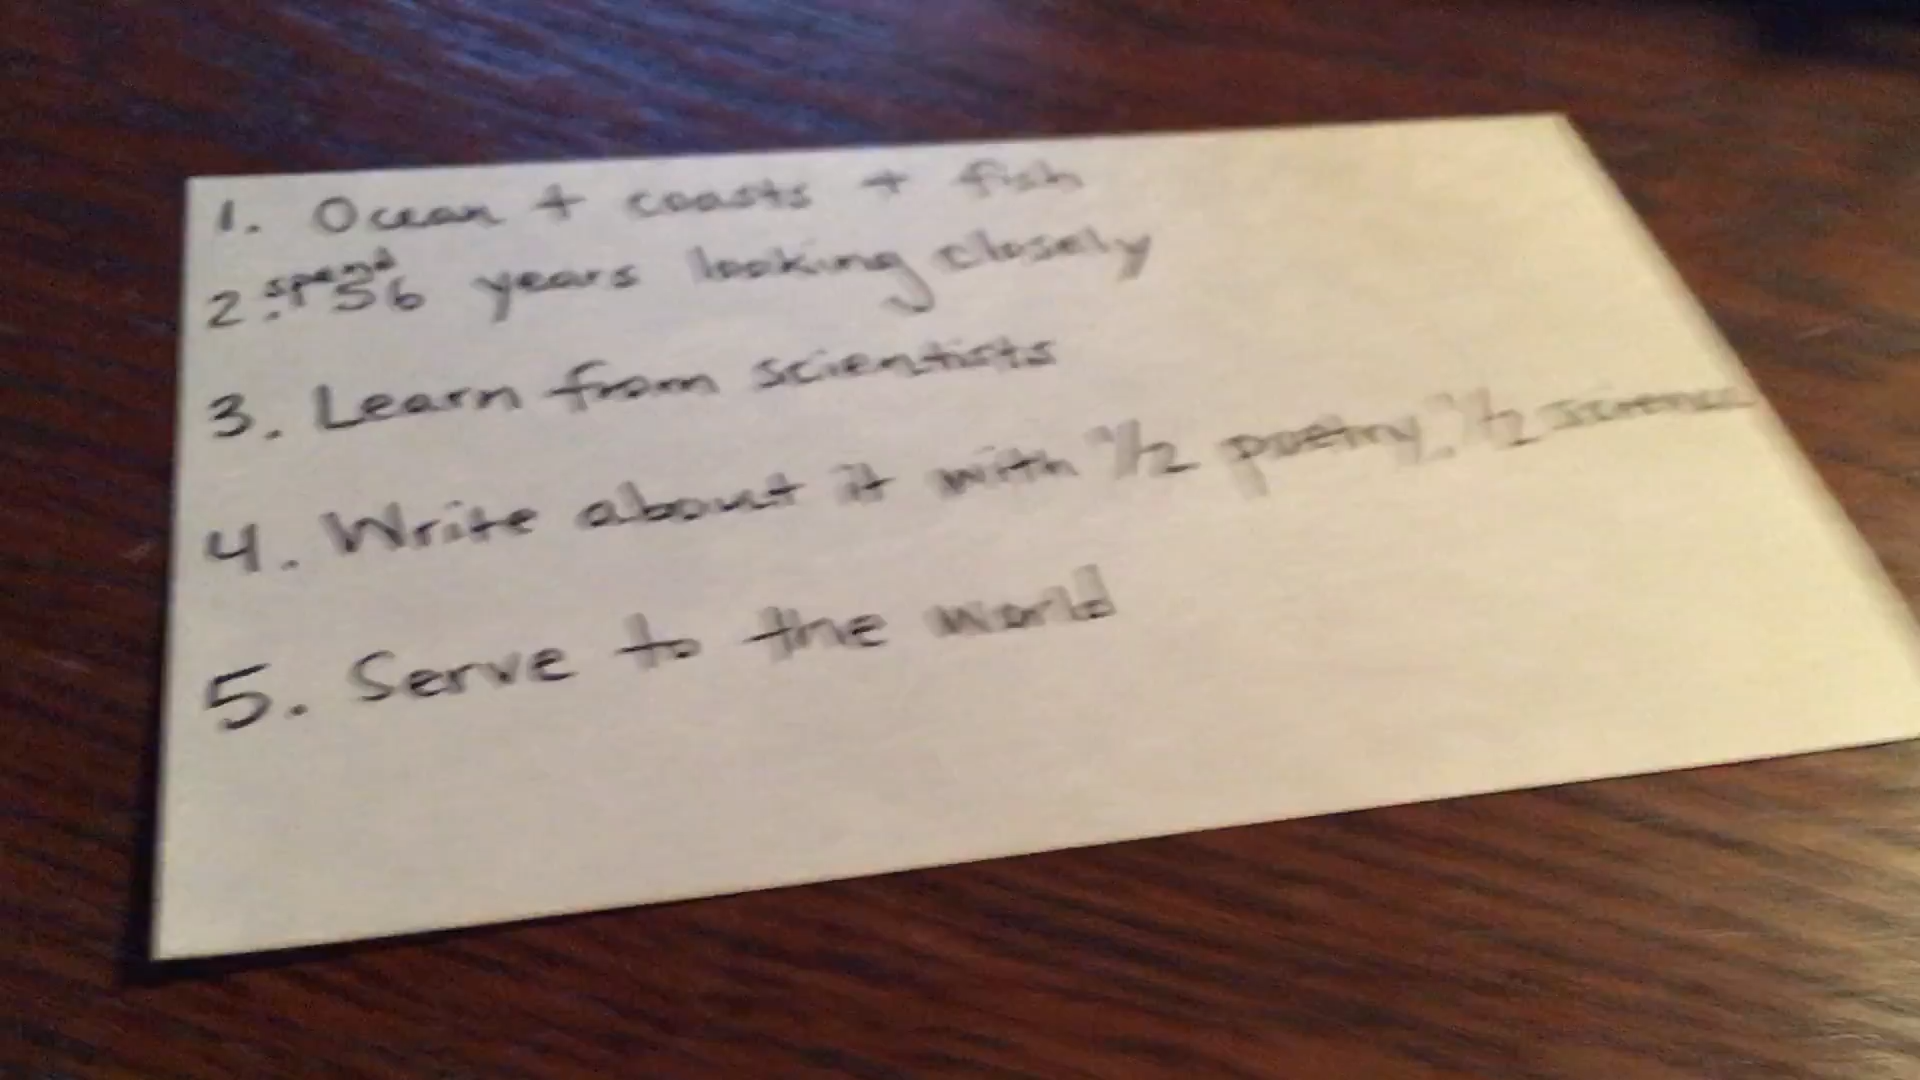 1. Ocean + coasts + fish
2. spend 56 years looking closely
3. Learn from scientists
4. Write about it with "1/2 poetry, 1/2 science
5. Serve to the world